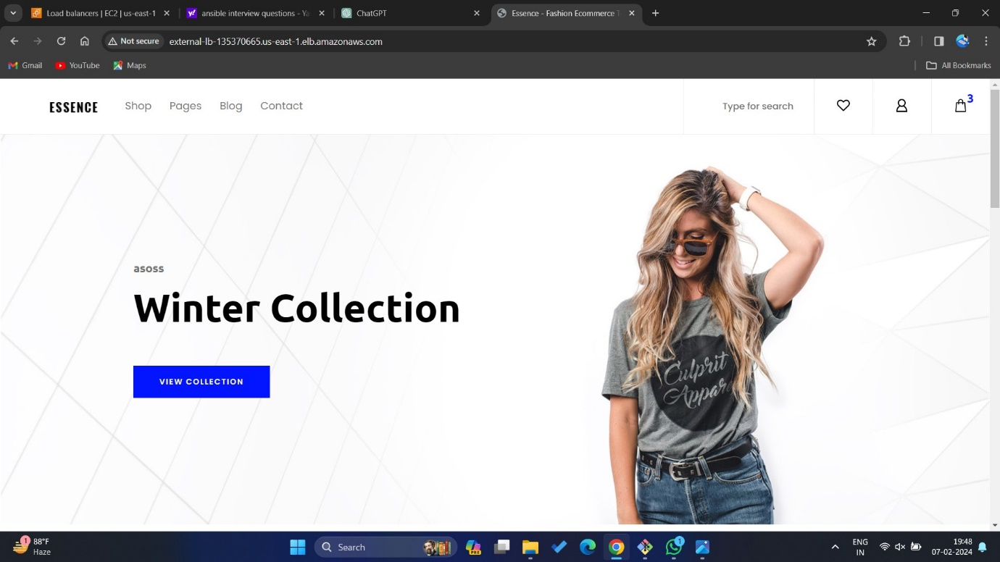 Load balancers | EC2 | us-east-1
ansible interview questions - Ya
ChatGPT
Essence - Fashion Ecommerce T
Not secure
external-lb-135370665.us-east-1.elb.amazonaws.com
Gmail
YouTube
Maps
All Bookmarks
ESSENCE
Shop
Pages
Blog
Contact
Type for search
3
asoss
Winter Collection
VIEW COLLECTION
Culprit
Apparel
1
88°F
Haze
Search
PRE
1
ENG
IN
19:48
07-02-2024